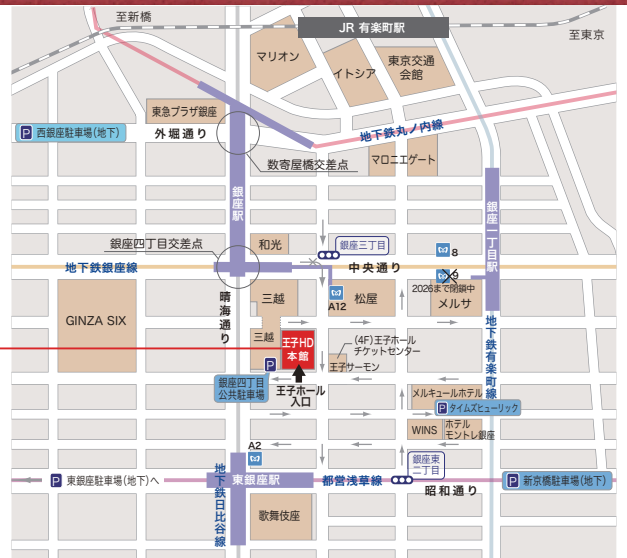 至新橋
JR 有楽町駅
至東京
マリオン
イトシア
東京交通
会館
東急プラザ銀座
P 西銀座駐車場(地下)
外堀通り
地下鉄丸ノ内線
マロニエゲート
数寄屋橋交差点
銀座駅
銀座一丁目駅
銀座四丁目交差点
和光
銀座三丁目
8
地下鉄銀座線
中央通り
9
2026まで閉鎖中
晴海通り
三越
A12
松屋
メルサ
GINZA SIX
三越
王子HD
本館
(4F)王子ホール
チケットセンター
地下鉄有楽町線
P
王子サーモン
銀座四丁目
公共駐車場
王子ホール
入口
メルキュールホテル
P タイムズヒューリック
WINS
ホテル
モントレ銀座
A2
銀座東
二丁目
P 東銀座駐車場(地下)へ
地下鉄日比谷線
東銀座駅
都営浅草線
昭和通り
P 新京橋駐車場(地下)
歌舞伎座